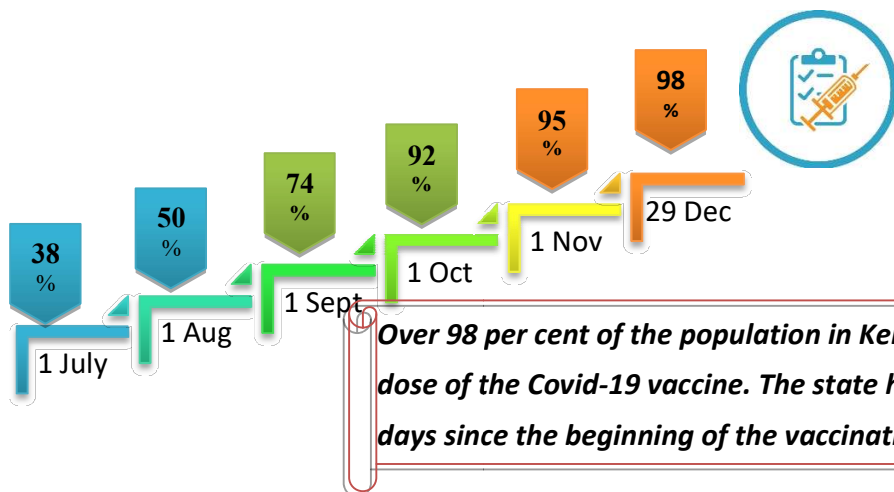 98
%
95
%
92
%
74
%
50
%
38
%
29 Dec
1 Nov
1 Oct
1 Sept
1 Aug
1 July
Over 98 per cent of the population in
dose of the Covid-19 vaccine. The state
days since the beginning of the